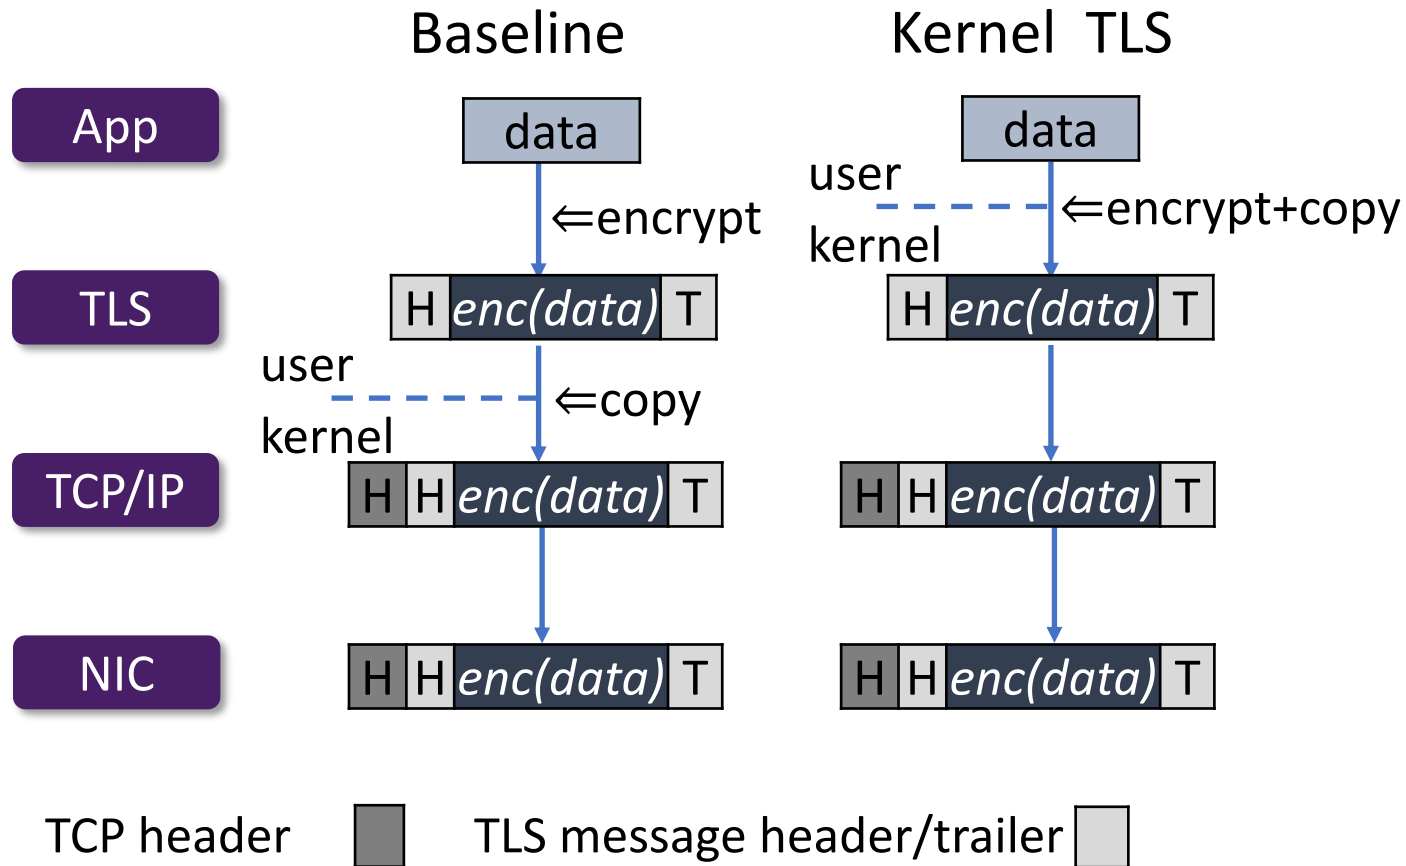 Baseline Kernel TLS
App data data
user
⇐encrypt ⇐encrypt+copy
kernel
TLS H enc(data) T H enc(data) T
user
⇐copy
kernel
TCP/IP H H enc(data) T H H enc(data) T
NIC H H enc(data) T H H enc(data) T
TCP header TLS message header/trailer